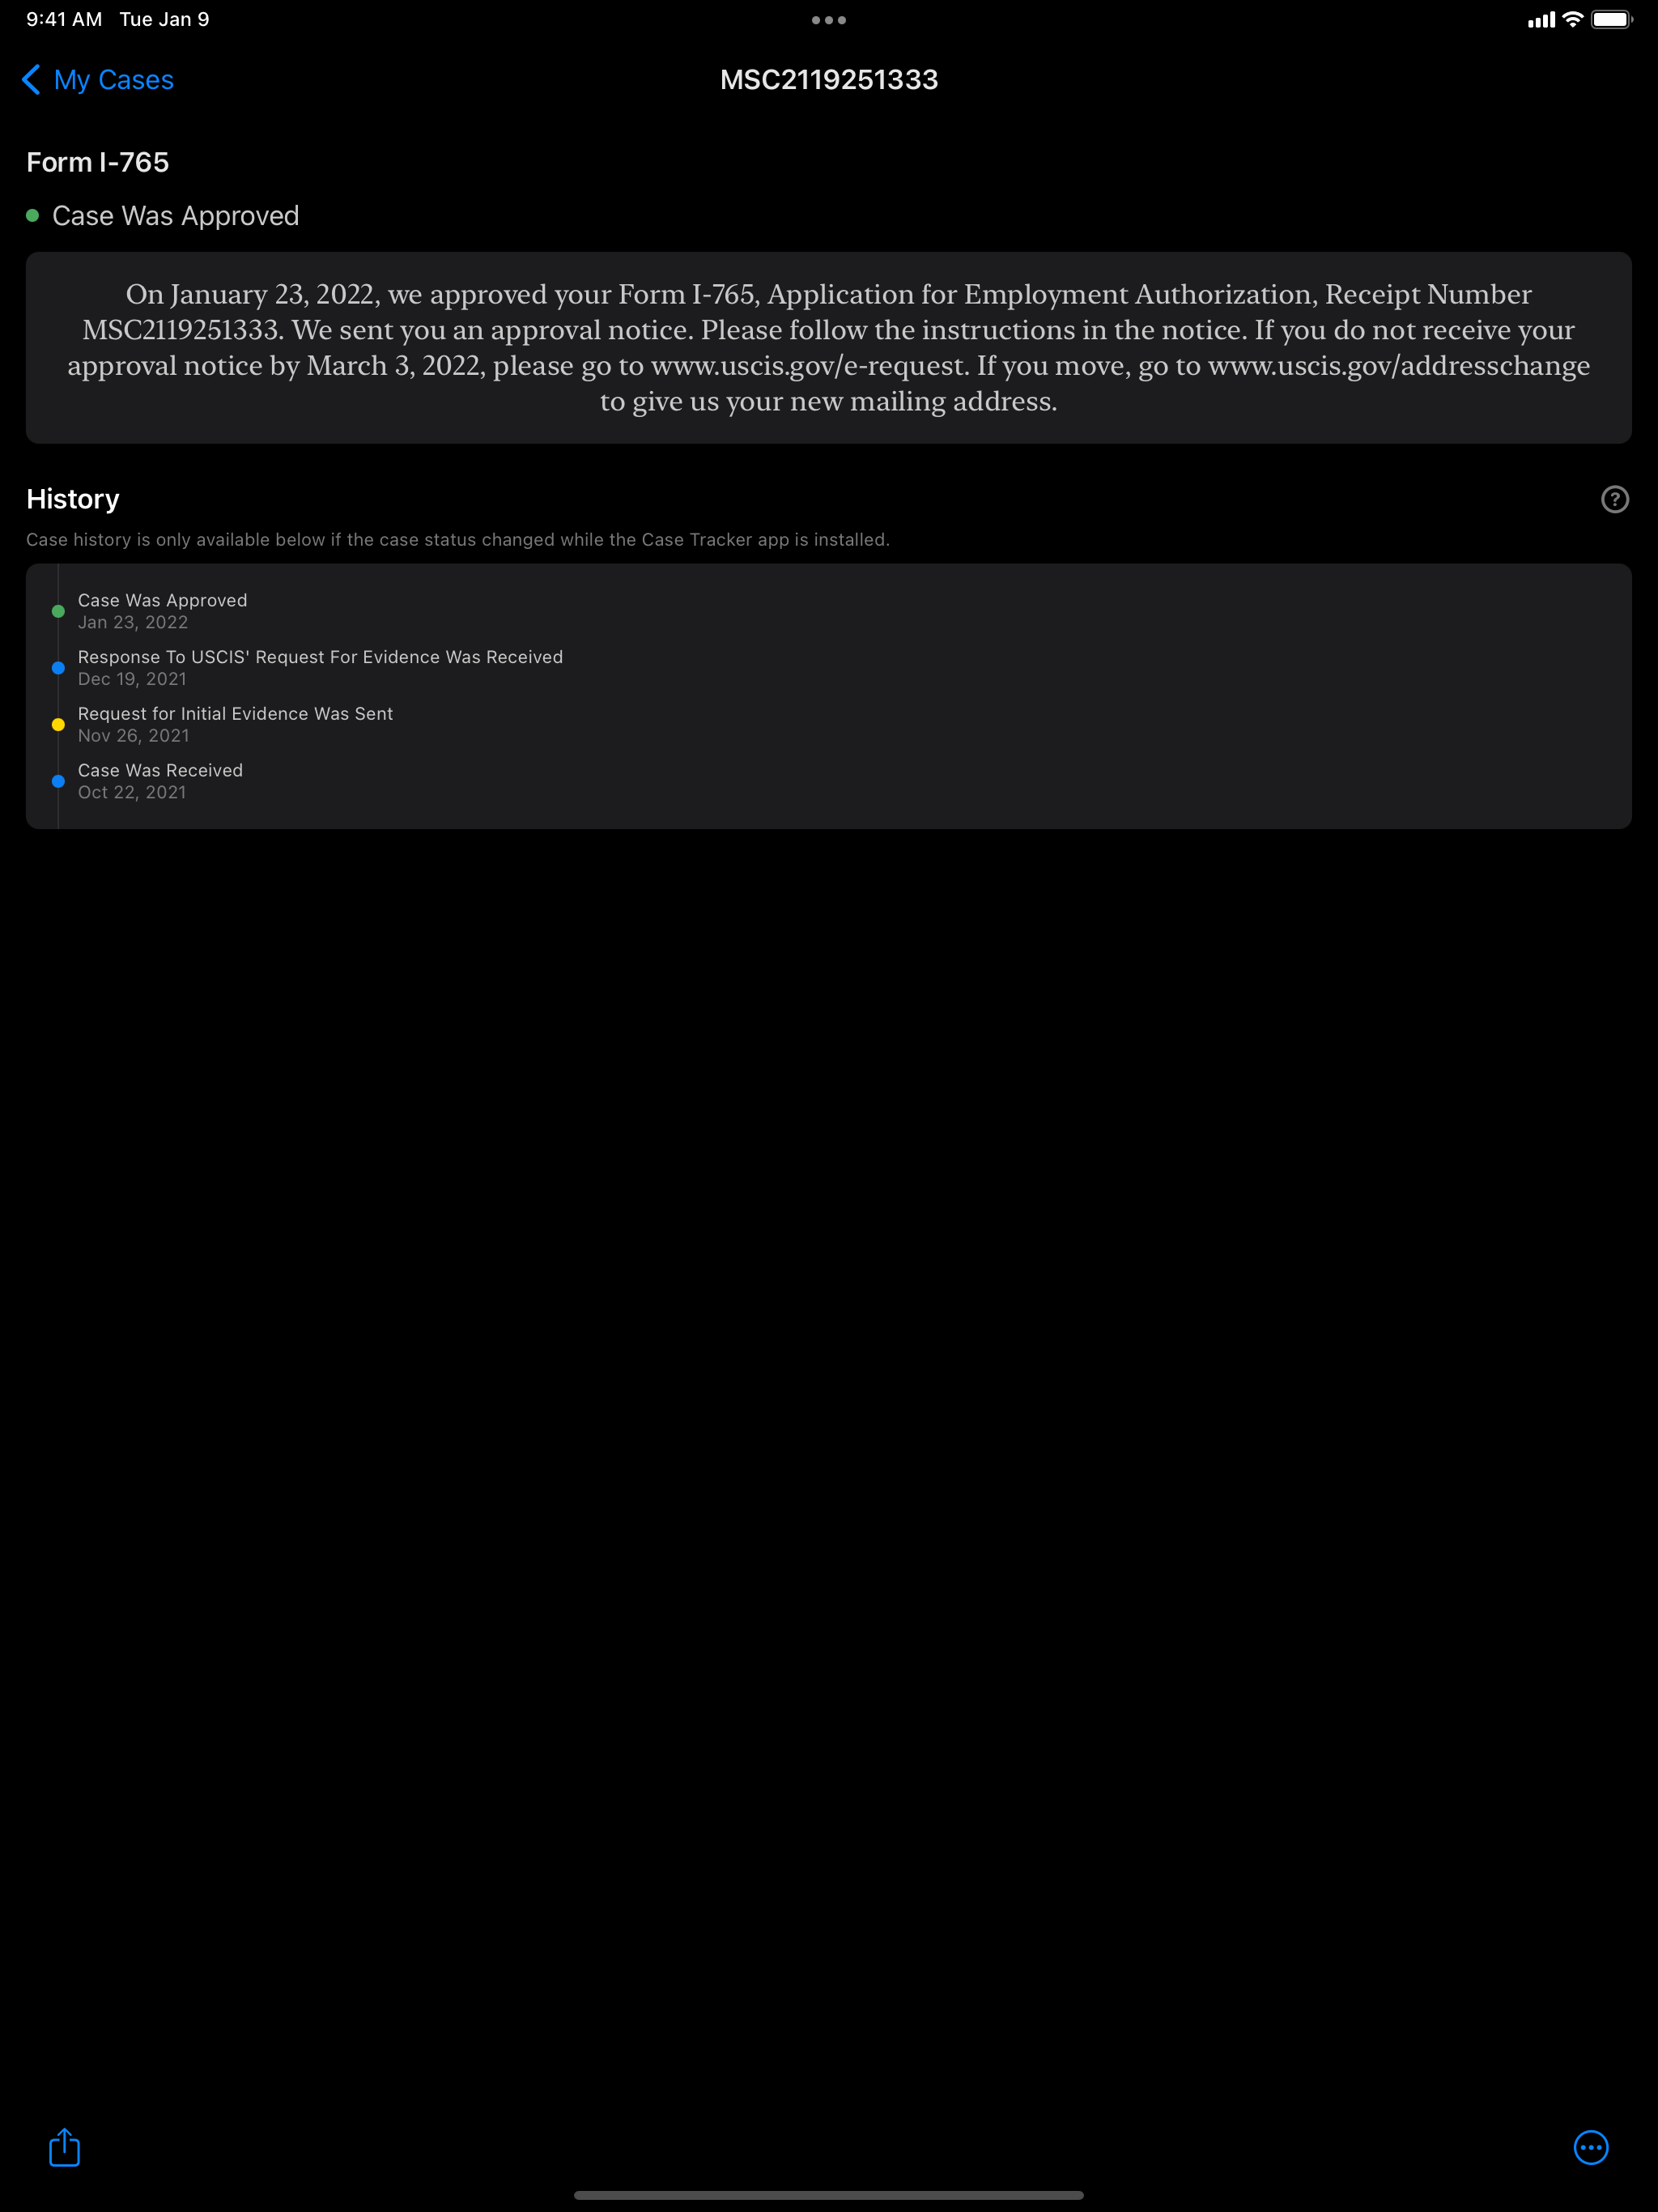 9:41 AM Tue Jan 9
My Cases
MSC2119251333
Form I-765
Case Was Approved
On January 23, 2022, we approved your Form I-765, Application for Employment Authorization, Receipt Number
MSC2119251333. We sent you an approval notice. Please follow the instructions in the notice. If you do not receive your
approval notice by March 3, 2022, please go to www.uscis.gov/e-request. If you move, go to www.uscis.gov/addresschange
to give us your new mailing address.
History
?
Case history is only available below if the case status changed while the Case Tracker app is installed.
Case Was Approved
Jan 23, 2022
Response To USCIS' Request For Evidence Was Received
Dec 19, 2021
Request for Initial Evidence Was Sent
Nov 26, 2021
Case Was Received
Oct 22, 2021